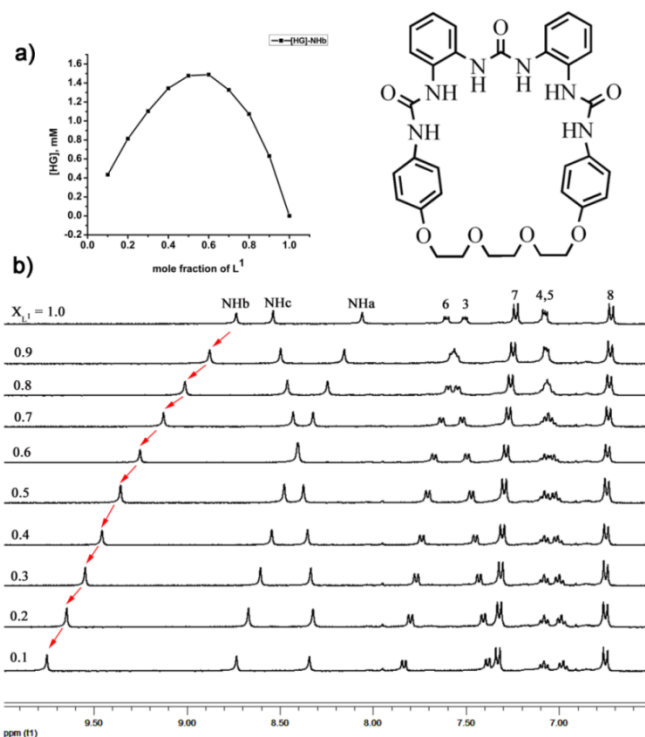 a)
[HG]-NHb
[HG], mM
1.6
1.4
1.2
1.0
0.8
0.6
0.4
0.2
0.0
-0.2
0.0 0.2 0.4 0.6 0.8 1.0
mole fraction of L¹
O
N H
N H
O
NH
NH
HN
HN
O
O
O
O
O
b)
X_L¹ = 1.0
NHb NHc NHa 6 3 7 4,5 8
0.9
0.8
0.7
0.6
0.5
0.4
0.3
0.2
0.1
9.50 9.00 8.50 8.00 7.50 7.00
ppm (f1)